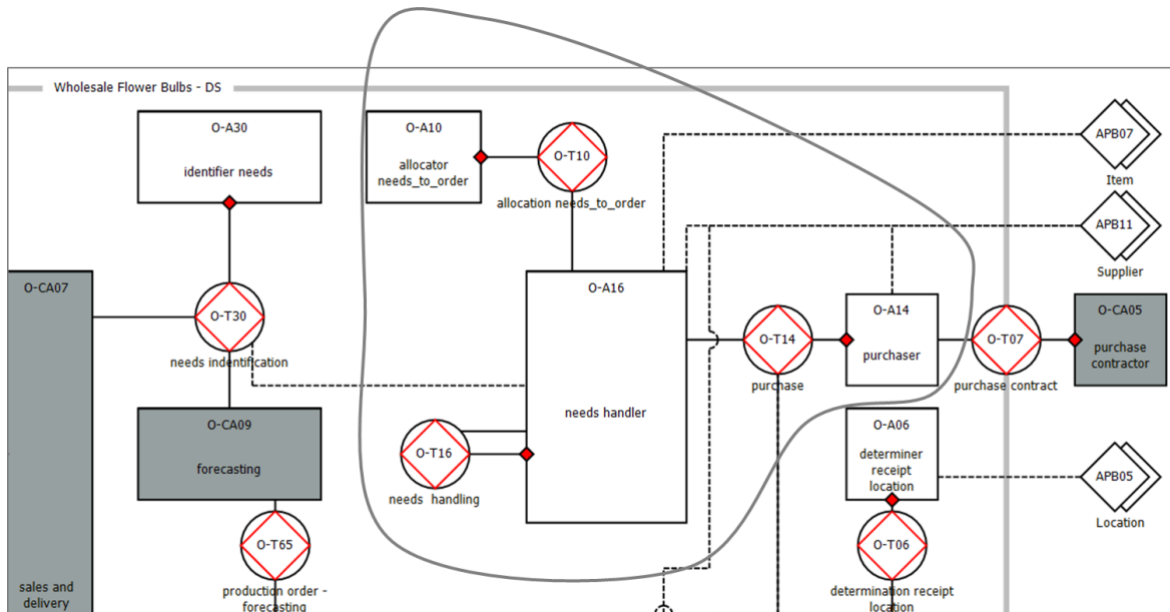 Wholesale Flower Bulbs - DS
O-A30
identifier needs
O-A10
allocator
needs_to_order
O-T10
allocation needs_to_order
APB07
Item
APB11
Supplier
O-CA07
sales and
delivery
O-T30
needs indentification
O-A16
needs handler
O-T14
purchase
O-A14
purchaser
O-T07
purchase contract
O-CA05
purchase
contractor
O-CA09
forecasting
O-T16
needs handling
O-A06
determiner
receipt
location
APB05
Location
O-T65
production order -
forecasting
O-T06
determination receipt
location